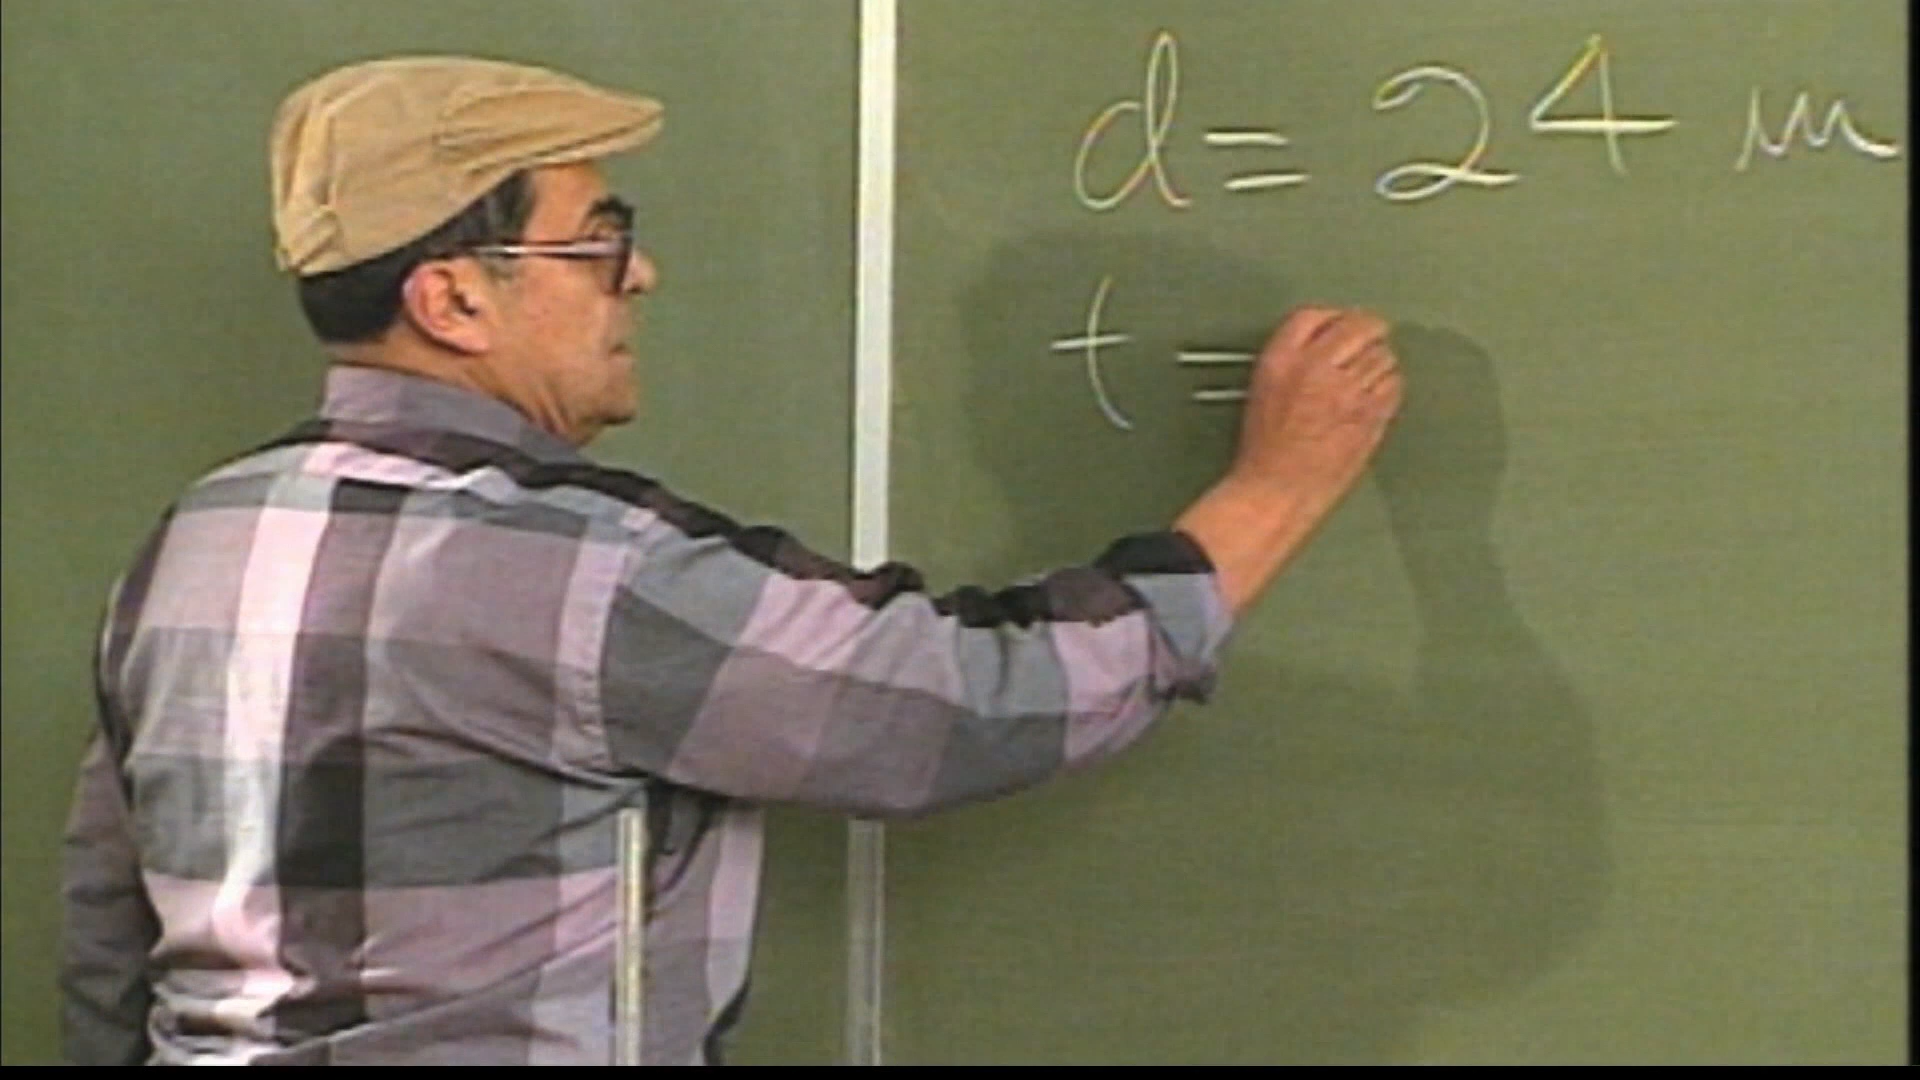 d = 24 m
t =